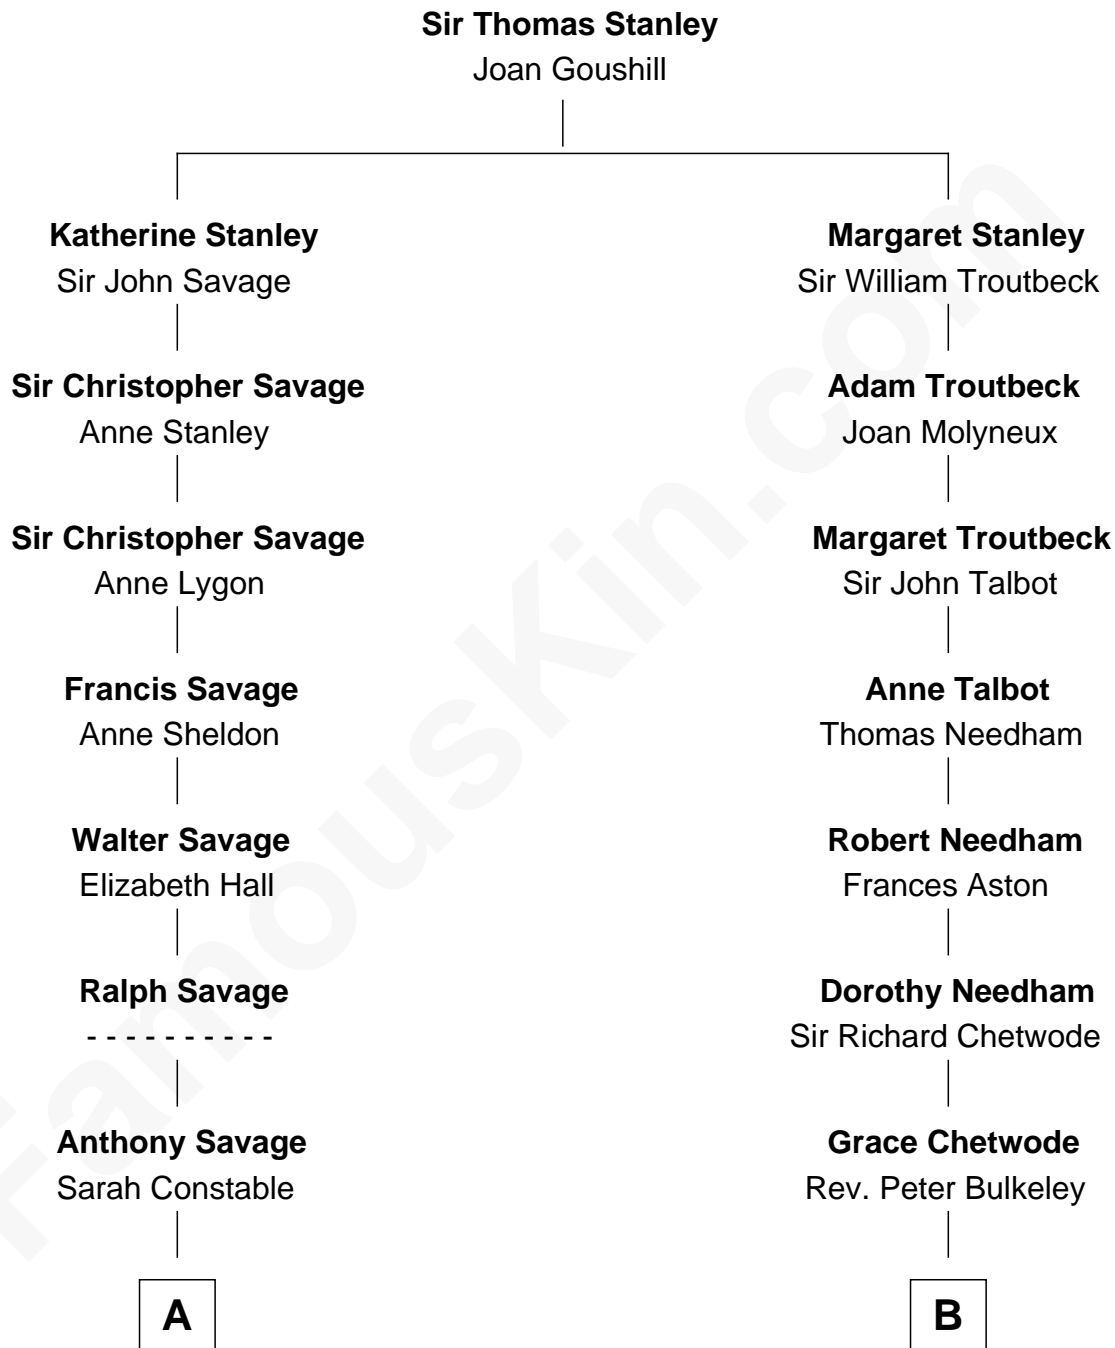 Sir Thomas Stanley
Joan Goushill
Katherine Stanley
Sir John Savage
Margaret Stanley
Sir William Troutbeck
Sir Christopher Savage
Anne Stanley
Adam Troutbeck
Joan Molyneux
Sir Christopher Savage
Anne Lygon
Margaret Troutbeck
Sir John Talbot
Francis Savage
Anne Sheldon
Anne Talbot
Thomas Needham
Walter Savage
Elizabeth Hall
Robert Needham
Frances Aston
Ralph Savage
- - - - - - - - - -
Dorothy Needham
Sir Richard Chetwode
Anthony Savage
Sarah Constable
Grace Chetwode
Rev. Peter Bulkeley
A
B
FamousKin.com